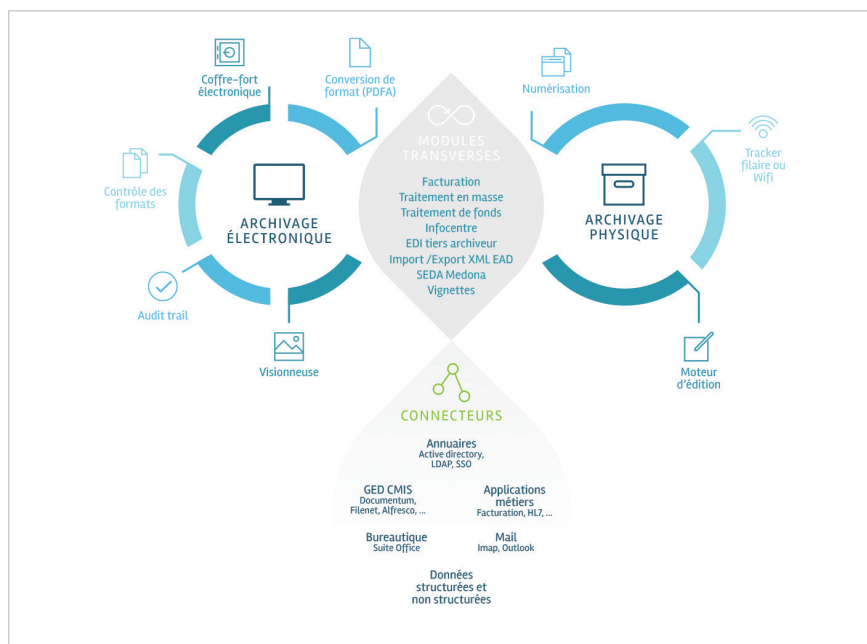 Coffre-fort
électronique
Conversion de
format (PDFA)
Contrôle des
formats
ARCHIVAGE
ÉLECTRONIQUE
Audit trail
Visionneuse
MODULES
TRANSVERSES
Facturation
Traitement en masse
Traitement de fonds
Infocentre
EDI tiers archiveur
Import /Export XML EAD
SEDA Medona
Vignettes
Numérisation
Tracker
filaire ou
Wifi
ARCHIVAGE
PHYSIQUE
Moteur
d'édition
CONNECTEURS
Annuaires
Active directory,
LDAP, SSO
GED CMIS
Documentum,
Filenet, Alfresco, ...
Applications
métiers
Facturation, HL7, ...
Bureautique
Suite Office
Mail
Imap, Outlook
Données
structurées et
non structurées